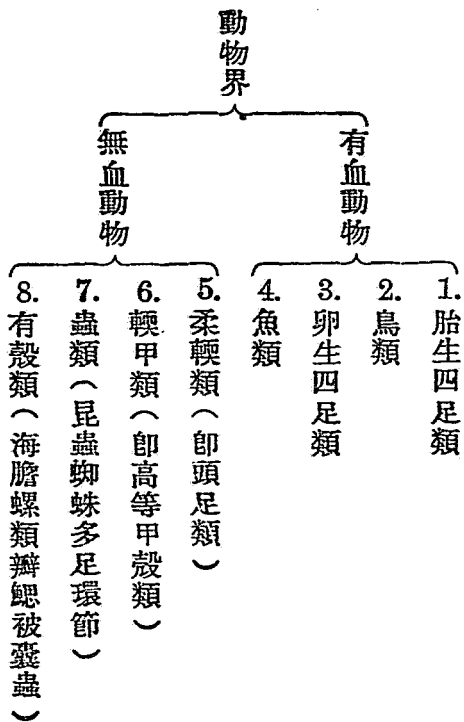 動物界
有血動物
1.胎生四足類
2.鳥類
3.卵生四足類
4.魚類
無血動物
5.柔輭類(卽頭足類)
6.輭甲類(卽高等甲殼類)
7.蟲類(昆蟲蜘蛛多足環節)
8.有殼類(海膽螺類瓣鰓被囊蟲)